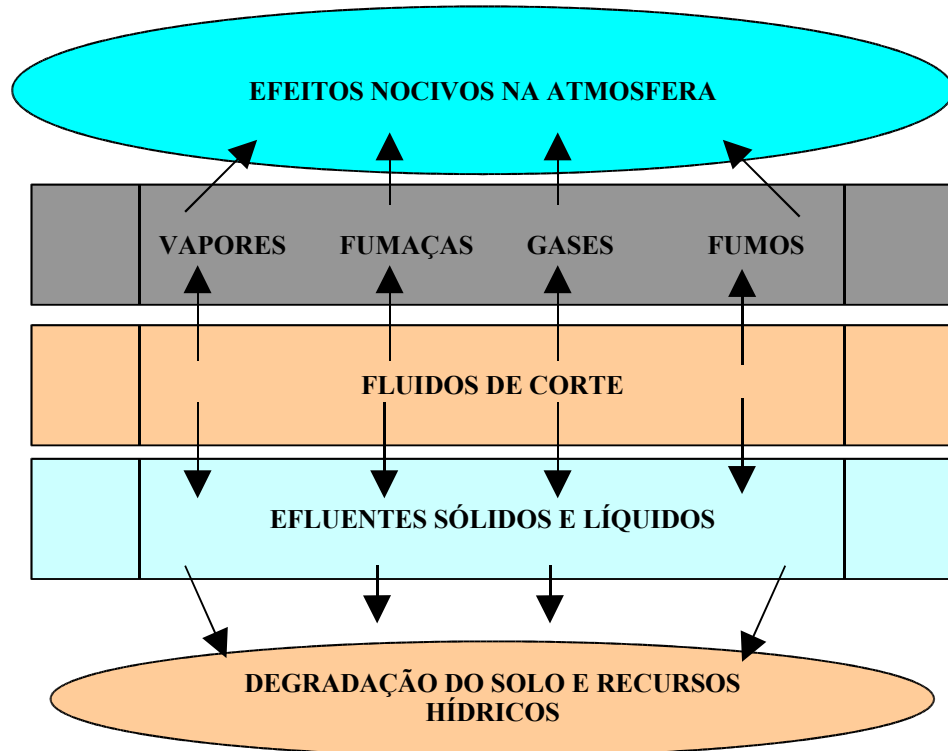 EFEITOS NOCIVOS NA ATMOSFERA
VAPORES FUMAÇAS GASES FUMOS
FLUIDOS DE CORTE
EFLUENTES SÓLIDOS E LÍQUIDOS
DEGRADAÇÃO DO SOLO E RECURSOS
HÍDRICOS